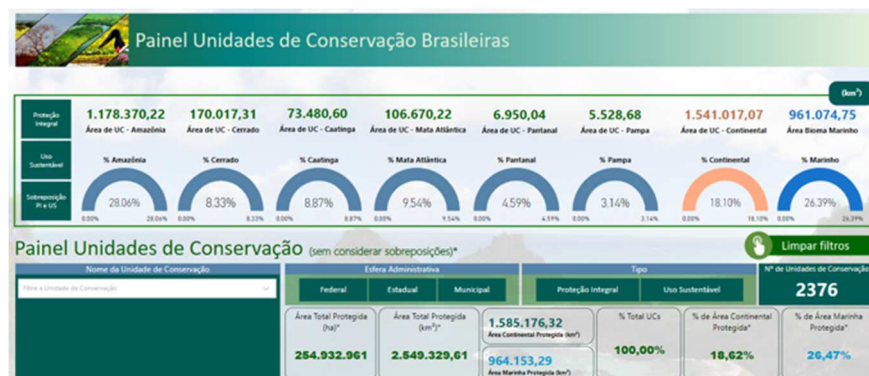 Painel Unidades de Conservação Brasileiras
(km²)
Proteção Integral
1.178.370,22 170.017,31 73.480,60 106.670,22 6.950,04 5.528,68 1.541.017,07 961.074,75
Área de UC - Amazônia Área de UC - Cerrado Área de UC - Caatinga Área de UC - Mata Atlântica Área de UC - Pantanal Área de UC - Pampa Área de UC - Continental Área Bioma Marinho
Uso Sustentável
% Amazônia % Cerrado % Caatinga % Mata Atlântica % Pantanal % Pampa % Continental % Marinho
Sobreposição PI e US
28.06% 8.33% 8.87% 9.54% 4.59% 3.14% 18.10% 26.39%
0.00% 28.06% 0.00% 8.33% 0.00% 8.87% 0.00% 9.54% 0.00% 4.59% 0.00% 3.14% 0.00% 18.10% 0.00% 26.39%
Painel Unidades de Conservação (sem considerar sobreposições)*
Limpar filtros
Nome da Unidade de Conservação Esfera Administrativa Tipo Nº de Unidades de Conservação
Filtra a Unidade de Conservação Federal Estadual Municipal Proteção Integral Uso Sustentável 2376
Área Total Protegida (ha)* Área Total Protegida (km²)* % Total UCs % de Área Continental Protegida* % de Área Marinha Protegida*
1.585.176,32
Área Continental Protegida (km²)
254.932.961 2.549.329,61 100,00% 18,62% 26,47%
964.153,29
Área Marinha Protegida (km²)